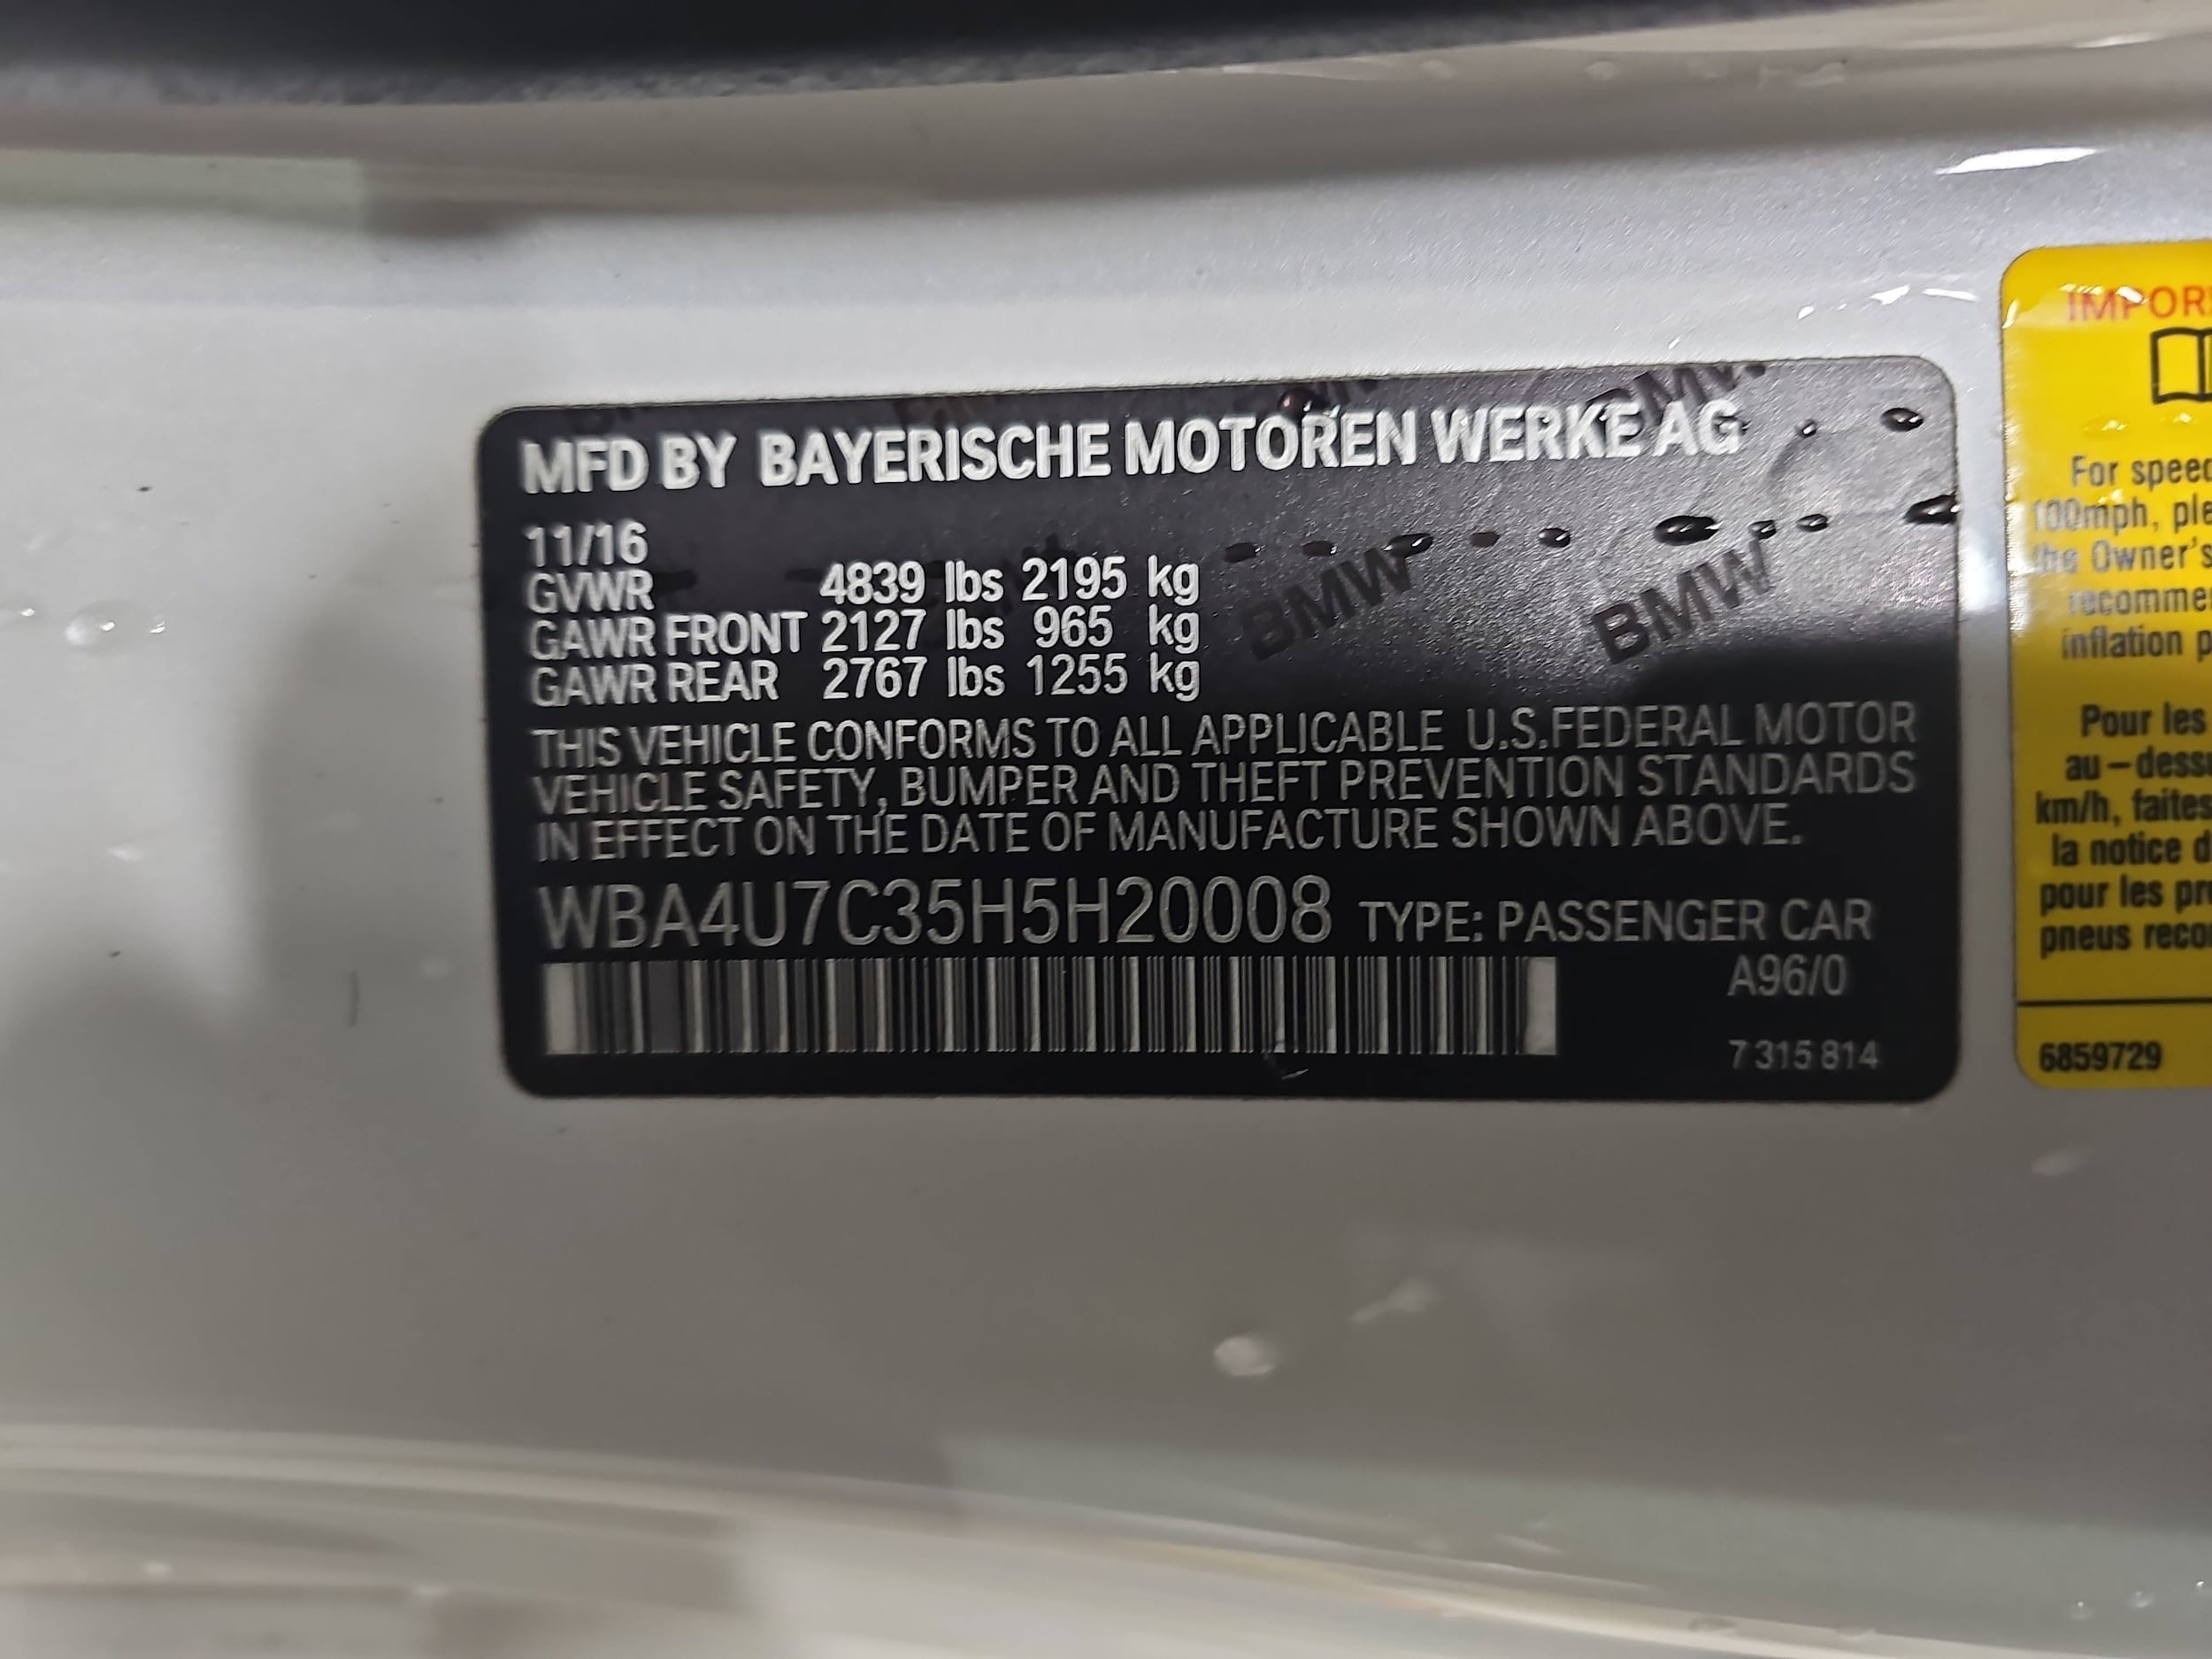 MFD BY BAYERISCHE MOTOREN WERKE AG
11/16
GVWR 4839 lbs 2195 kg
GAWR FRONT 2127 lbs 965 kg
GAWR REAR 2767 lbs 1255 kg
THIS VEHICLE CONFORMS TO ALL APPLICABLE U.S.FEDERAL MOTOR
VEHICLE SAFETY, BUMPER AND THEFT PREVENTION STANDARDS
IN EFFECT ON THE DATE OF MANUFACTURE SHOWN ABOVE.
WBA4U7C35H5H20008 TYPE: PASSENGER CAR
A96/0
7 315 814
BMW
BMW
BMW
IMPOR
For speed
100mph, ple
the Owner's
recomme
inflation p
Pour les
au-dessu
km/h, faites
la notice d
pour les pr
pneus reco
6859729